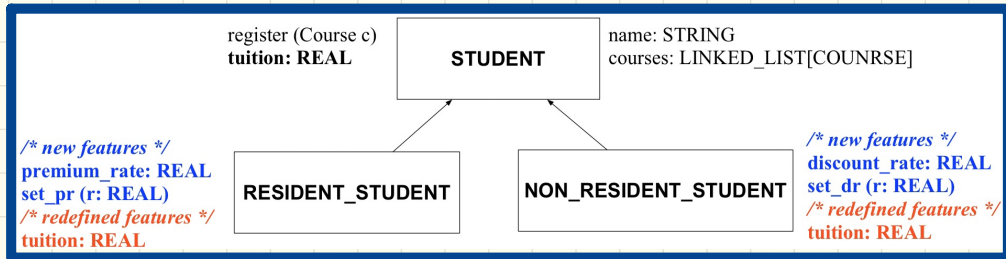 register (Course c)
tuition: REAL
STUDENT
name: STRING
courses: LINKED_LIST[COUNRSE]
/* new features */
premium_rate: REAL
set_pr (r: REAL)
/* redefined features */
tuition: REAL
RESIDENT_STUDENT
NON_RESIDENT_STUDENT
/* new features */
discount_rate: REAL
set_dr (r: REAL)
/* redefined features */
tuition: REAL